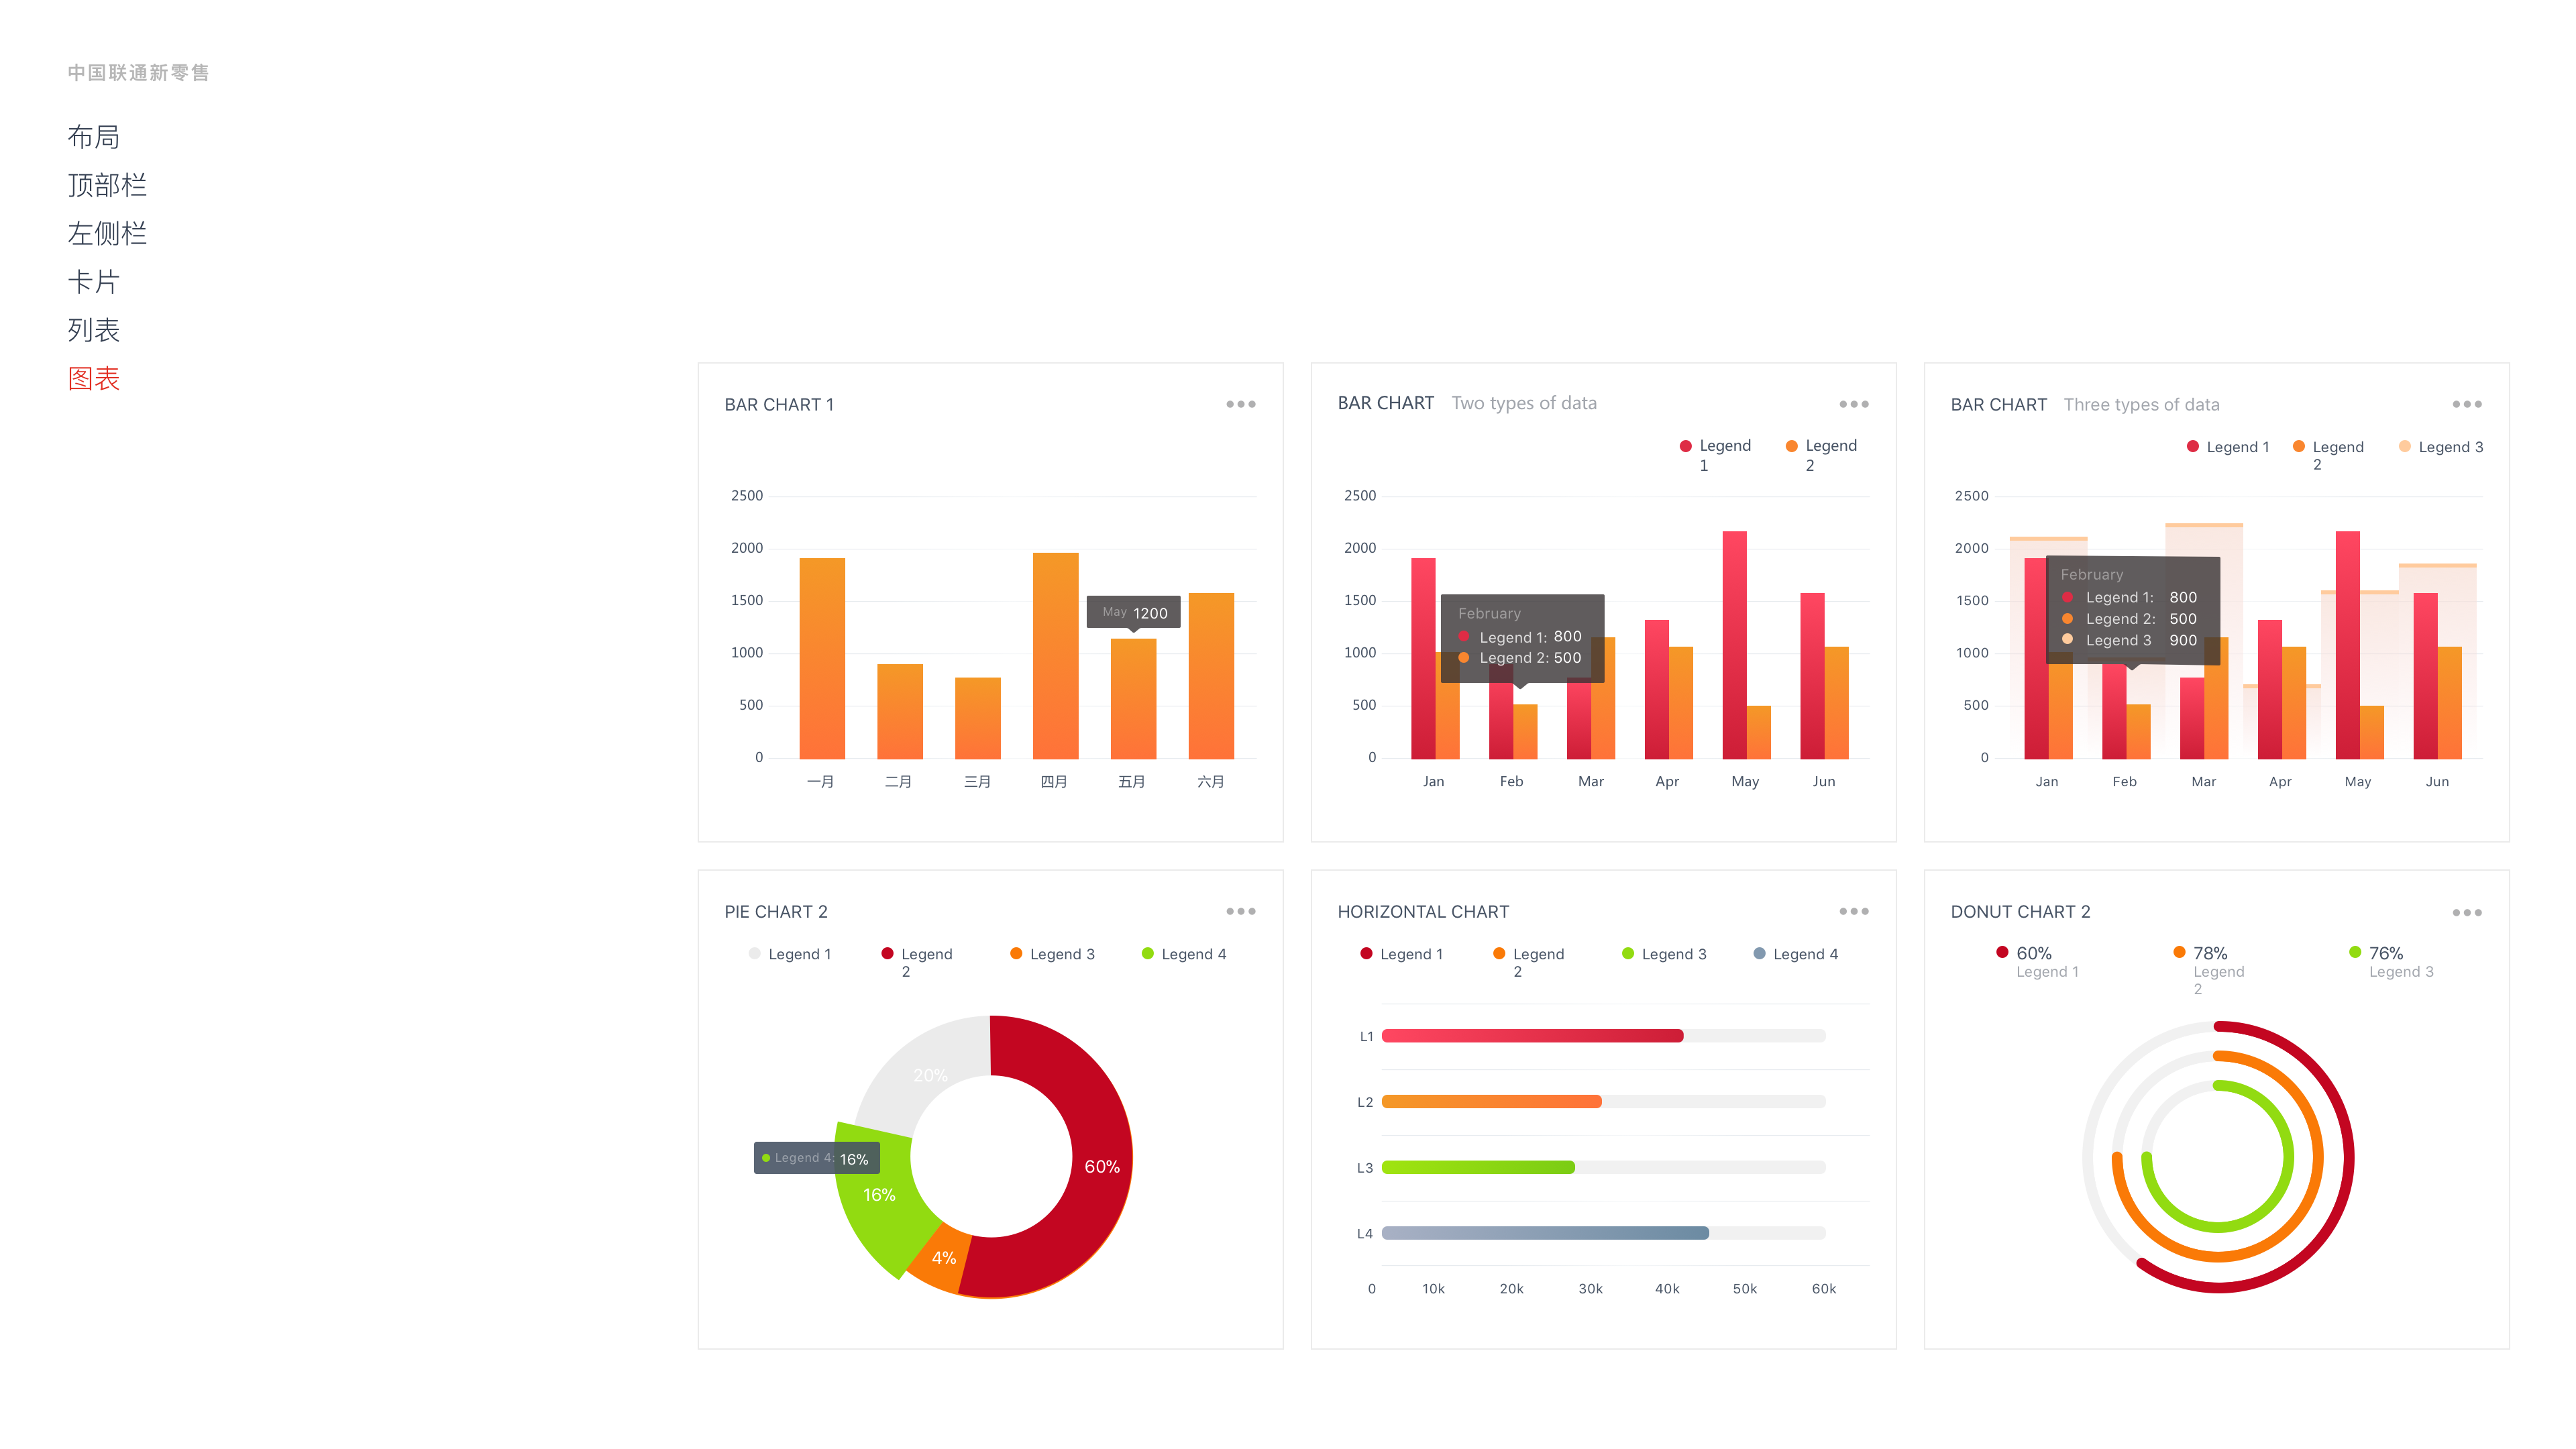 中国联通新零售
布局
顶部栏
左侧栏
卡片
列表
图表
BAR CHART 1
2500
2000
1500
1000
500
0
May 1200
一月 二月 三月 四月 五月 六月
BAR CHART Two types of data
Legend 1
Legend 2
2500
2000
1500
1000
500
0
February
Legend 1: 800
Legend 2: 500
Jan Feb Mar Apr May Jun
BAR CHART Three types of data
Legend 1
Legend 2
Legend 3
2500
2000
1500
1000
500
0
February
Legend 1: 800
Legend 2: 500
Legend 3 900
Jan Feb Mar Apr May Jun
PIE CHART 2
Legend 1
Legend 2
Legend 3
Legend 4
20%
60%
Legend 4: 16%
16%
4%
HORIZONTAL CHART
Legend 1
Legend 2
Legend 3
Legend 4
L1
L2
L3
L4
0 10k 20k 30k 40k 50k 60k
DONUT CHART 2
60%
Legend 1
78%
Legend 2
76%
Legend 3